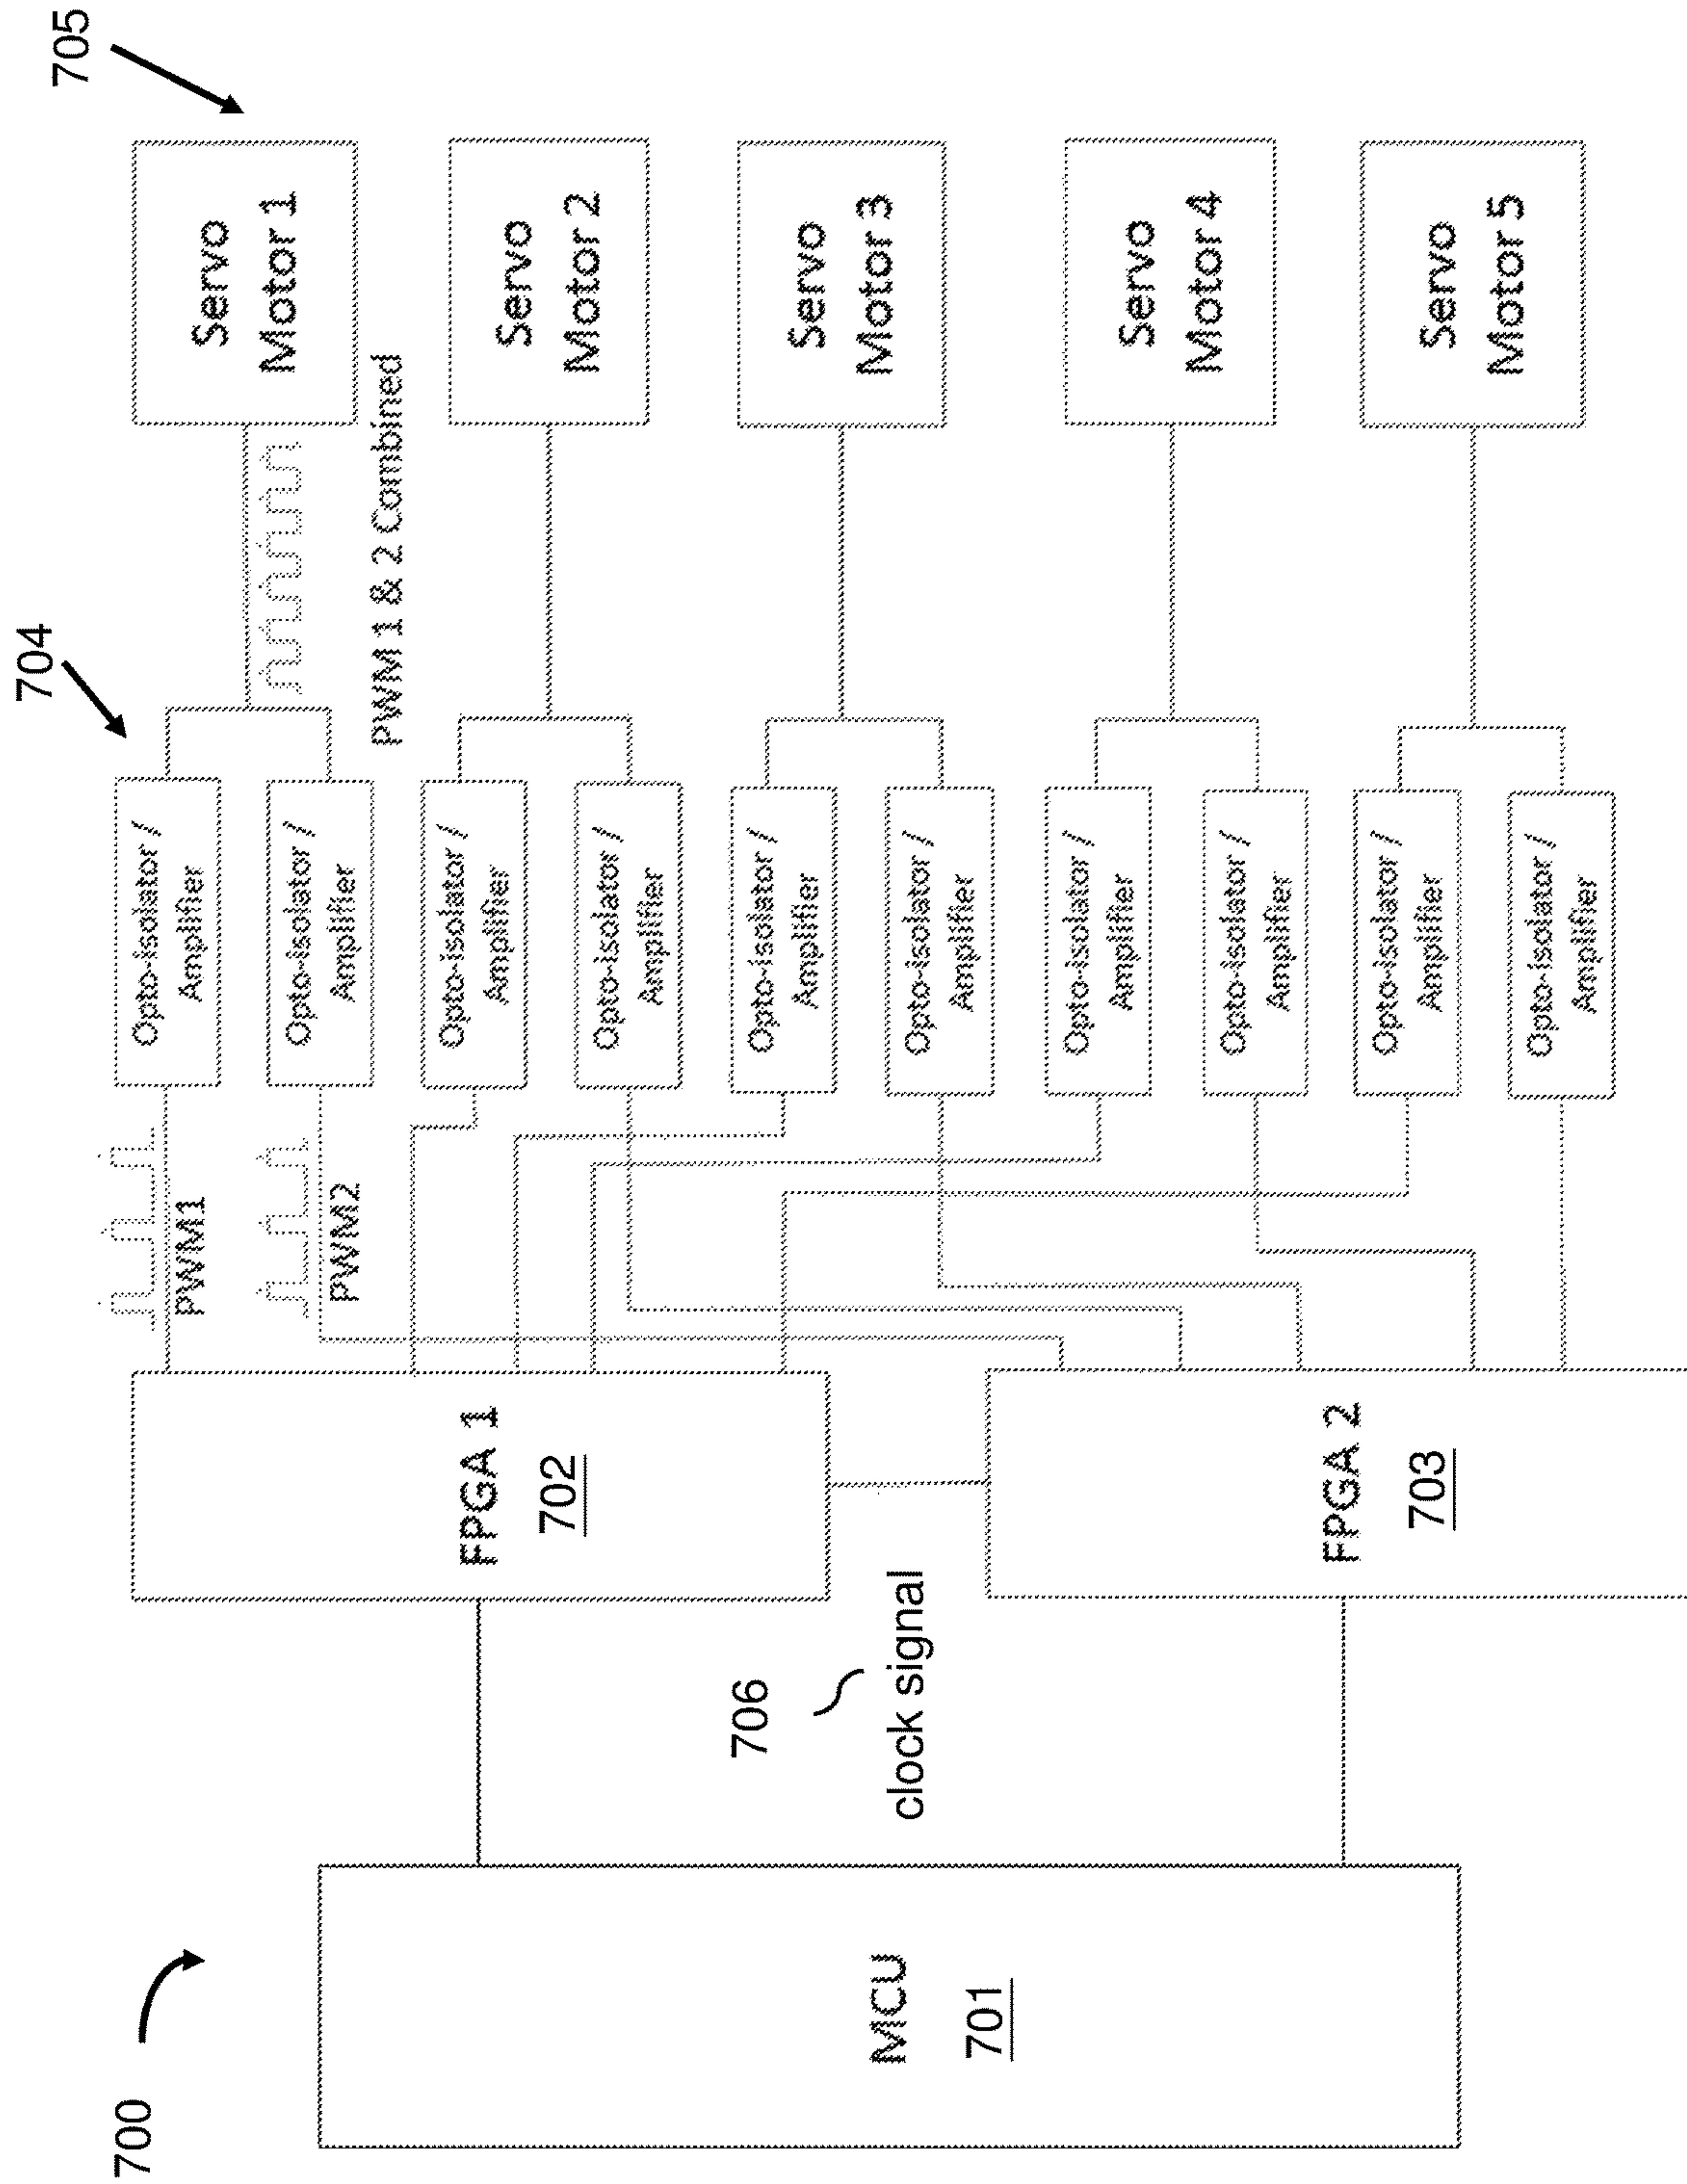 700
MCU
701
706
clock signal
FPGA 1
702
FPGA 2
703
PWM1
PWM2
704
Opto-isolator /
Amplifier
Opto-isolator /
Amplifier
Opto-isolator /
Amplifier
Opto-isolator /
Amplifier
Opto-isolator /
Amplifier
Opto-isolator /
Amplifier
Opto-isolator /
Amplifier
Opto-isolator /
Amplifier
Opto-isolator /
Amplifier
Opto-isolator /
Amplifier
PWM 1 & 2 Combined
705
Servo
Motor 1
Servo
Motor 2
Servo
Motor 3
Servo
Motor 4
Servo
Motor 5